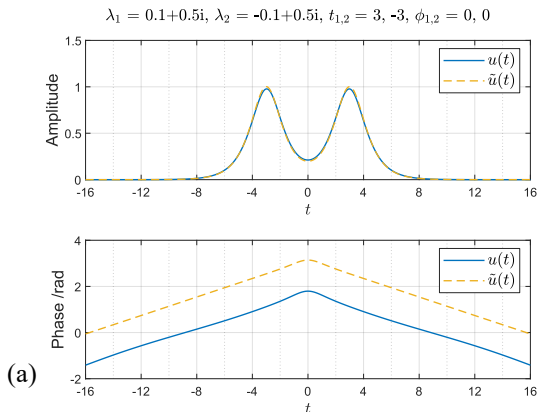 λ₁ = 0.1+0.5i, λ₂ = -0.1+0.5i, t₁,₂ = 3, -3, ϕ₁,₂ = 0, 0
1.5
1
0.5
0
Amplitude
u(t)
ũ(t)
-16 -12 -8 -4 0 4 8 12 16
t
4
2
0
-2
Phase /rad
u(t)
ũ(t)
-16 -12 -8 -4 0 4 8 12 16
t
(a)